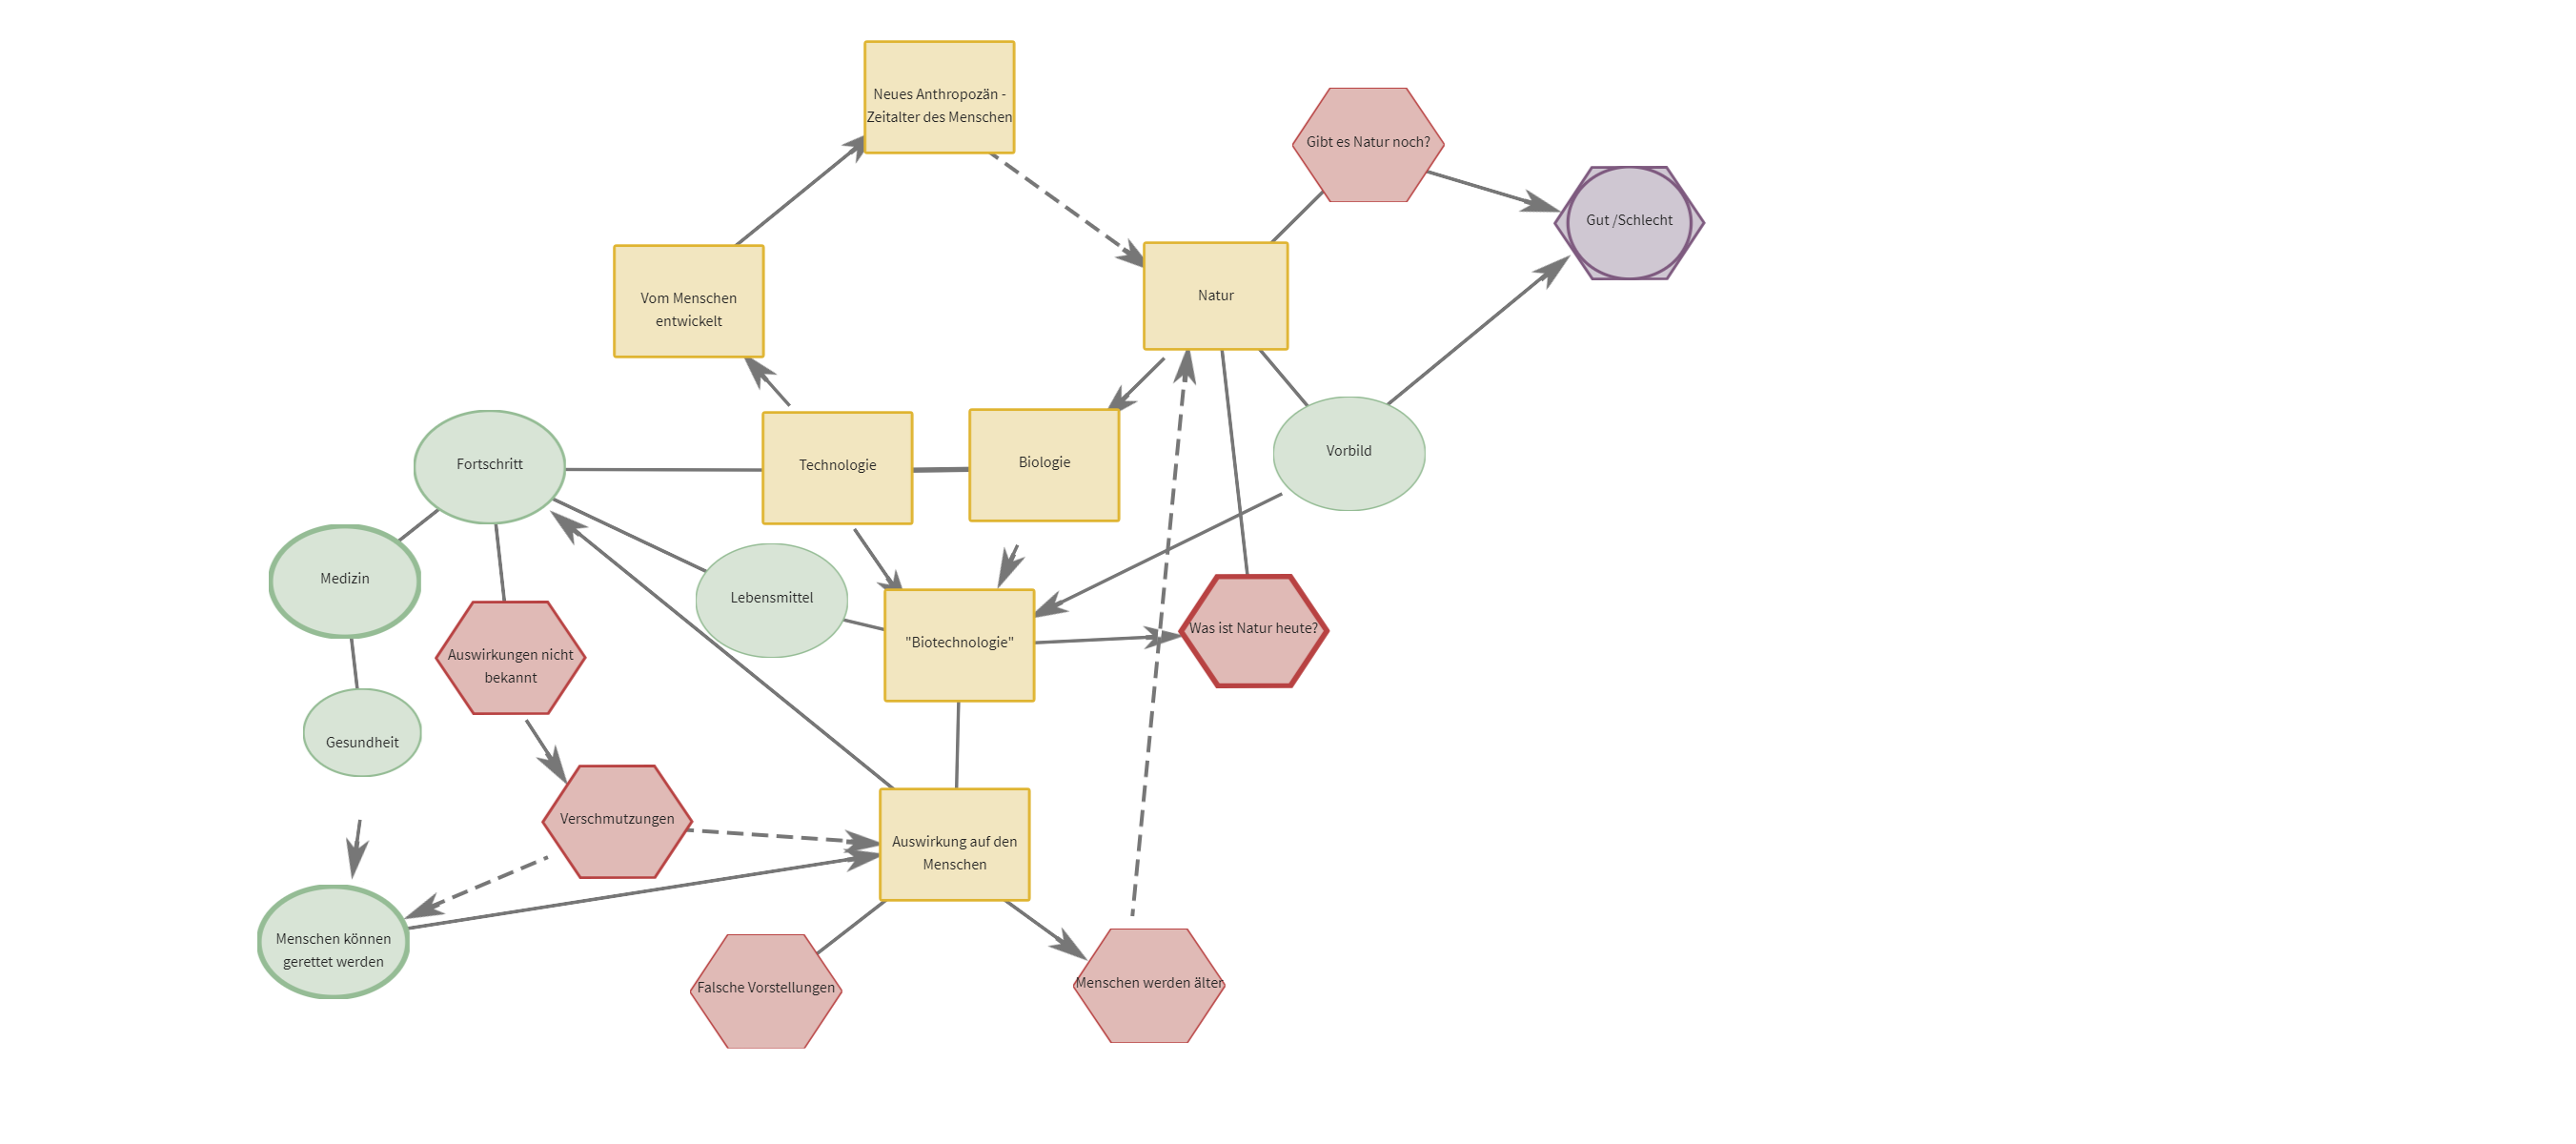 Neues Anthropozän -
Zeitalter des Menschen
Gibt es Natur noch?
Gut /Schlecht
Vom Menschen
entwickelt
Natur
Fortschritt
Technologie
Biologie
Vorbild
Medizin
Lebensmittel
"Biotechnologie"
Was ist Natur heute?
Auswirkungen nicht
bekannt
Gesundheit
Verschmutzungen
Auswirkung auf den
Menschen
Menschen können
gerettet werden
Falsche Vorstellungen
Menschen werden älter